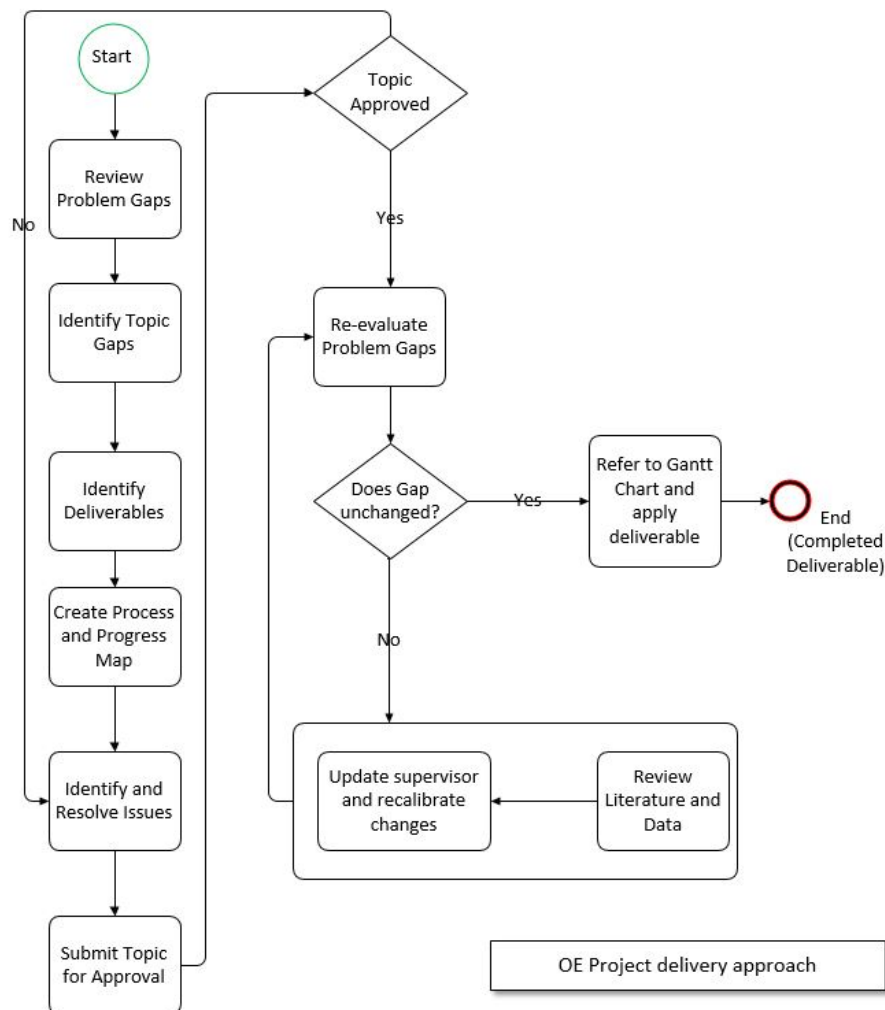 Start
Review
Problem Gaps
Identify Topic
Gaps
Identify
Deliverables
Create Process
and Progress
Map
Identify and
Resolve Issues
Submit Topic
for Approval
No
Topic
Approved
Yes
Re-evaluate
Problem Gaps
Does Gap
unchanged?
Yes
Refer to Gantt
Chart and
apply
deliverable
End
(Completed
Deliverable)
No
Update supervisor
and recalibrate
changes
Review
Literature and
Data
OE Project delivery approach